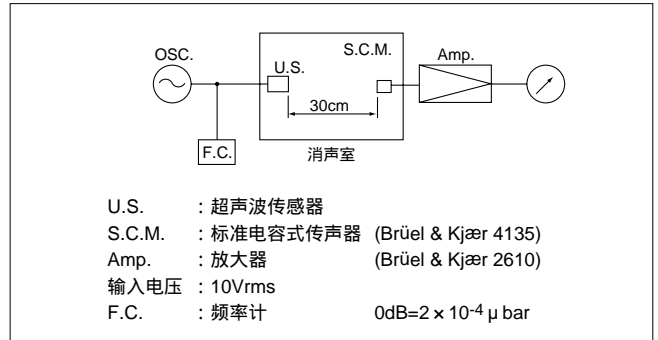 OSC.
U.S.
S.C.M.
Amp.
30cm
F.C.
消声室
U.S. : 超声波传感器
S.C.M. : 标准电容式传声器 (Brüel & Kjær 4135)
Amp. : 放大器 (Brüel & Kjær 2610)
输入电压 : 10Vrms
F.C. : 频率计 0dB=2 × 10-4 μ bar